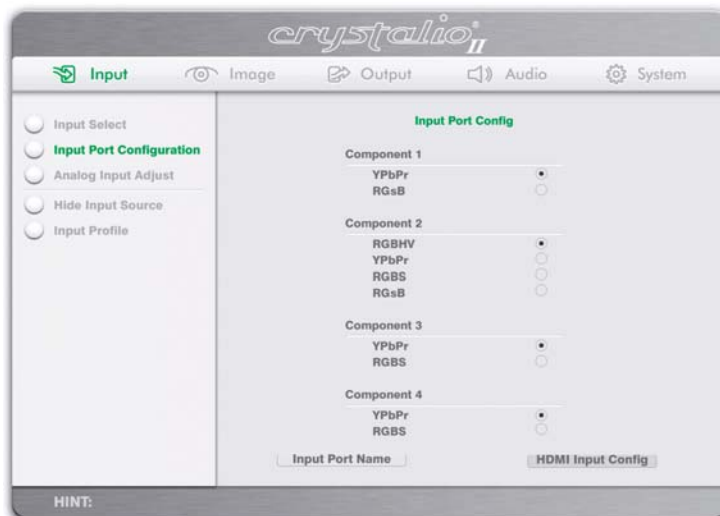 crystalio II
Input Image Output Audio System
Input Select
Input Port Configuration
Analog Input Adjust
Hide Input Source
Input Profile
Input Port Config
Component 1
YPbPr
RGsB
Component 2
RGBHV
YPbPr
RGBS
RGsB
Component 3
YPbPr
RGBS
Component 4
YPbPr
RGBS
Input Port Name
HDMI Input Config
HINT: